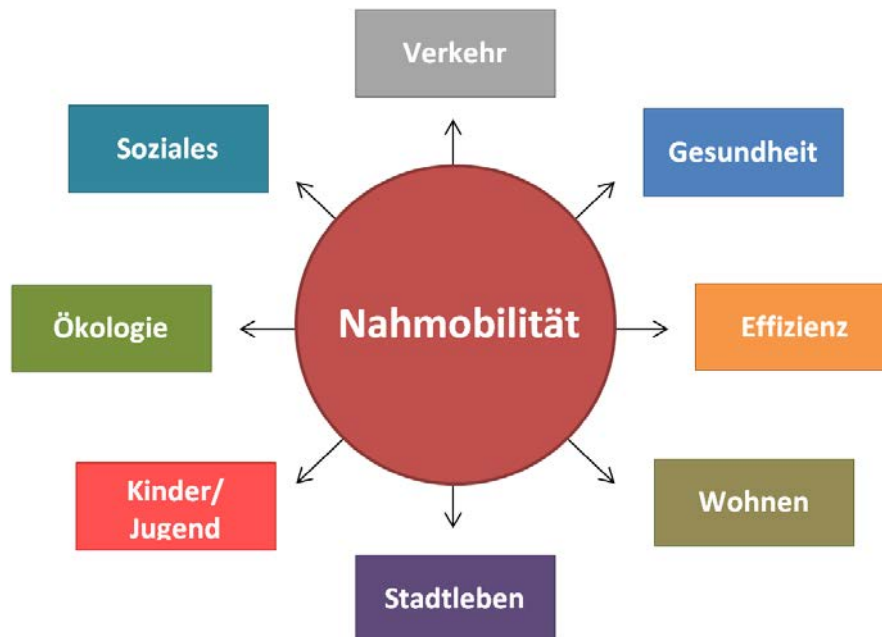 Verkehr
Soziales
Gesundheit
Nahmobilität
Ökologie
Effizienz
Kinder/
Jugend
Wohnen
Stadtleben